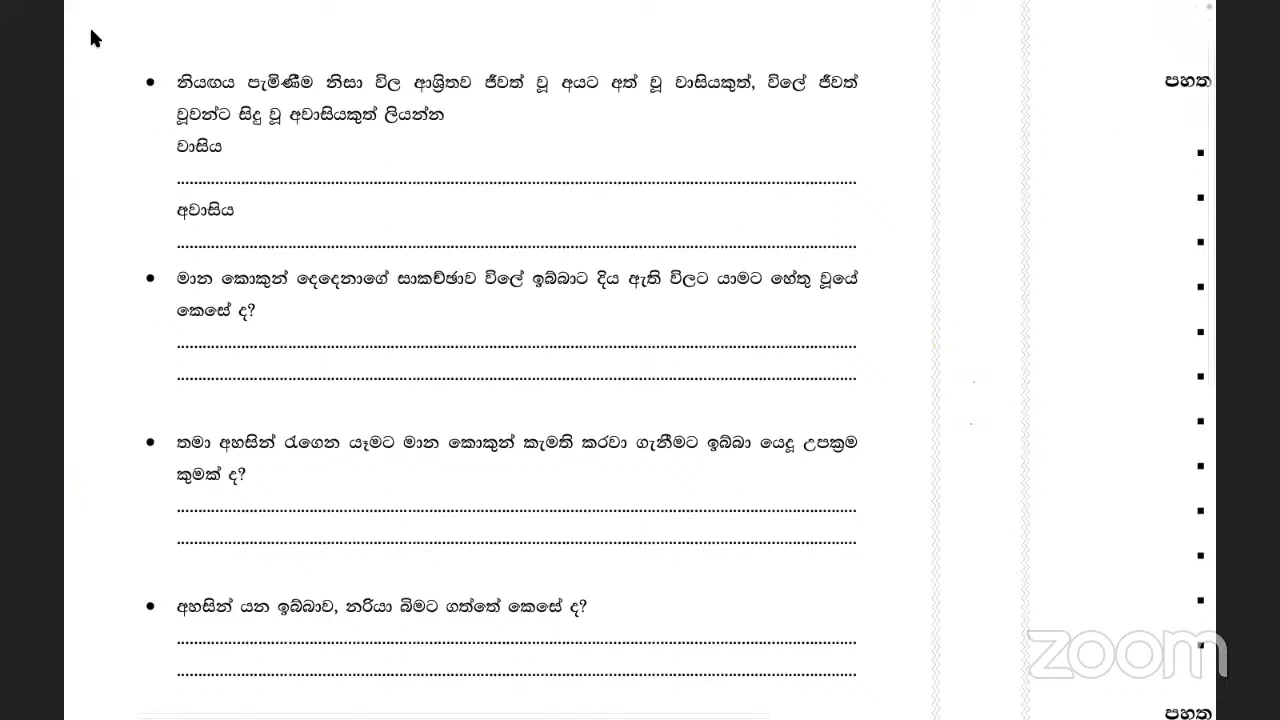 • නියඟය පැමිණීම නිසා විල ආශ්‍රිතව ජීවත් වූ අයට අත් වූ වාසියකුත්, විලේ ජීවත්
වූවන්ට සිදු වූ අවාසියකුත් ලියන්න
වාසිය
අවාසිය
• මාන කොකුන් දෙදෙනාගේ සාකච්ඡාව විලේ ඉබ්බාට දිය ඇති විලට යාමට හේතු වූයේ
කෙසේ ද?
• තමා අහසින් රැගෙන යෑමට මාන කොකුන් කැමති කරවා ගැනීමට ඉබ්බා යෙදූ උපක්‍රම
කුමක් ද?
• අහසින් යන ඉබ්බාව, නරියා බිමට ගත්තේ කෙසේ ද?
පහත
පහත
zoom